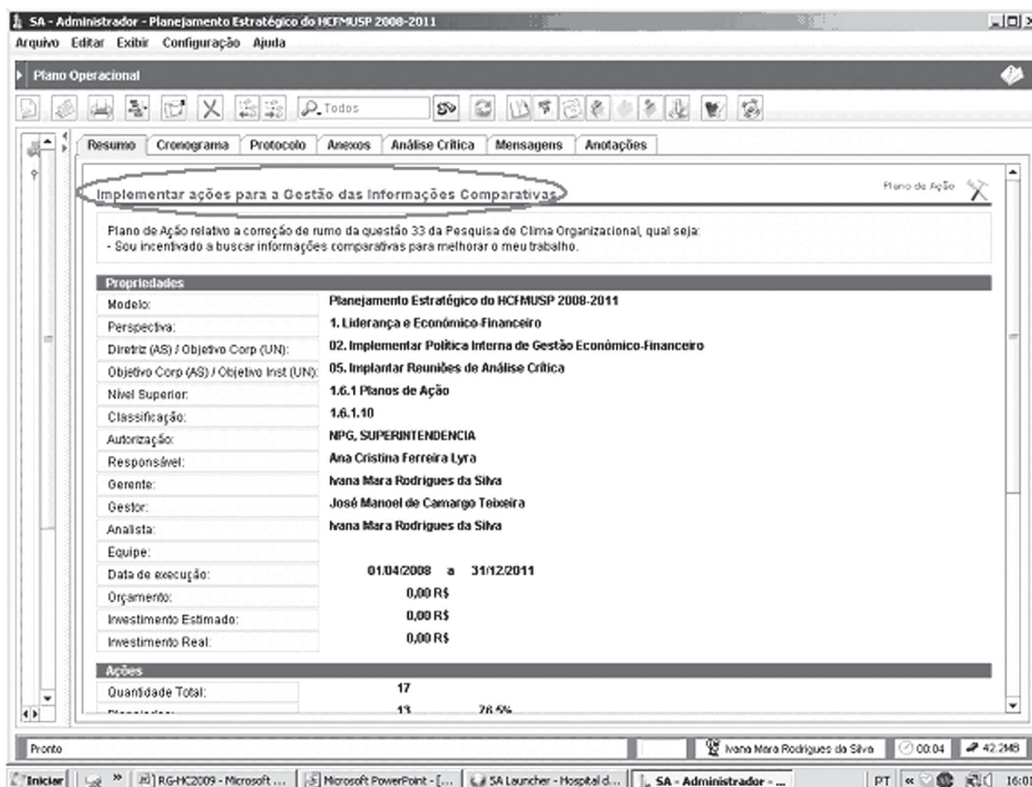 SA - Administrador - Planejamento Estratégico do HCFMUSP 2008-2011
Arquivo Editar Exibir Configuração Ajuda
Plano Operacional
Todos
Resumo Cronograma Protocolo Anexos Análise Crítica Mensagens Anotações
Implementar ações para a Gestão das Informações Comparativas
Plano de Ação
Plano de Ação relativo a correção de rumo da questão 33 da Pesquisa de Clima Organizacional, qual seja:
- Sou incentivado a buscar informações comparativas para melhorar o meu trabalho.
Propriedades
Modelo: Planejamento Estratégico do HCFMUSP 2008-2011
Perspectiva: 1. Liderança e Econômico-Financeiro
Diretriz (AS) / Objetivo Corp (UN): 02. Implementar Política Interna de Gestão Econômico-Financeiro
Objetivo Corp (AS) / Objetivo Inst (UN): 05. Implantar Reuniões de Análise Crítica
Nível Superior: 1.6.1 Planos de Ação
Classificação: 1.6.1.10
Autorização: NPG, SUPERINTENDENCIA
Responsável: Ana Cristina Ferreira Lyra
Gerente: Ivana Mara Rodrigues da Silva
Gestor: José Manoel de Camargo Teixeira
Analista: Ivana Mara Rodrigues da Silva
Equipe:
Data de execução: 01/04/2008 a 31/12/2011
Orçamento: 0,00 R$
Investimento Estimado: 0,00 R$
Investimento Real: 0,00 R$
Ações
Quantidade Total: 17
13 76,5%
Pronto Ivana Mara Rodrigues da Silva 00:04 42.2MB
Iniciar » RG-HC2009 - Microsoft ... Microsoft PowerPoint - [... SA Launcher - Hospital d... SA - Administrador - ... PT « 16:01